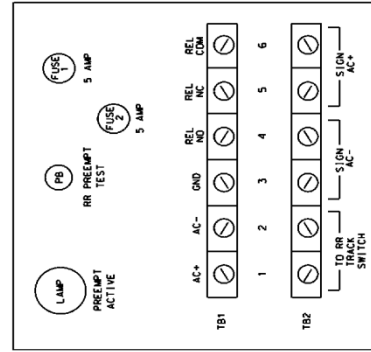 FUSE
1
5 AMP
FUSE
2
5 AMP
PB
RR PREEMPT
TEST
LAMP
PREEMPT
ACTIVE
REL
COM
REL
NC
REL
NO
GND
AC-
AC+
TB1
6
5
4
3
2
1
TB2
SIGN
AC+
SIGN
AC-
TO RR
TRACK
SWITCH